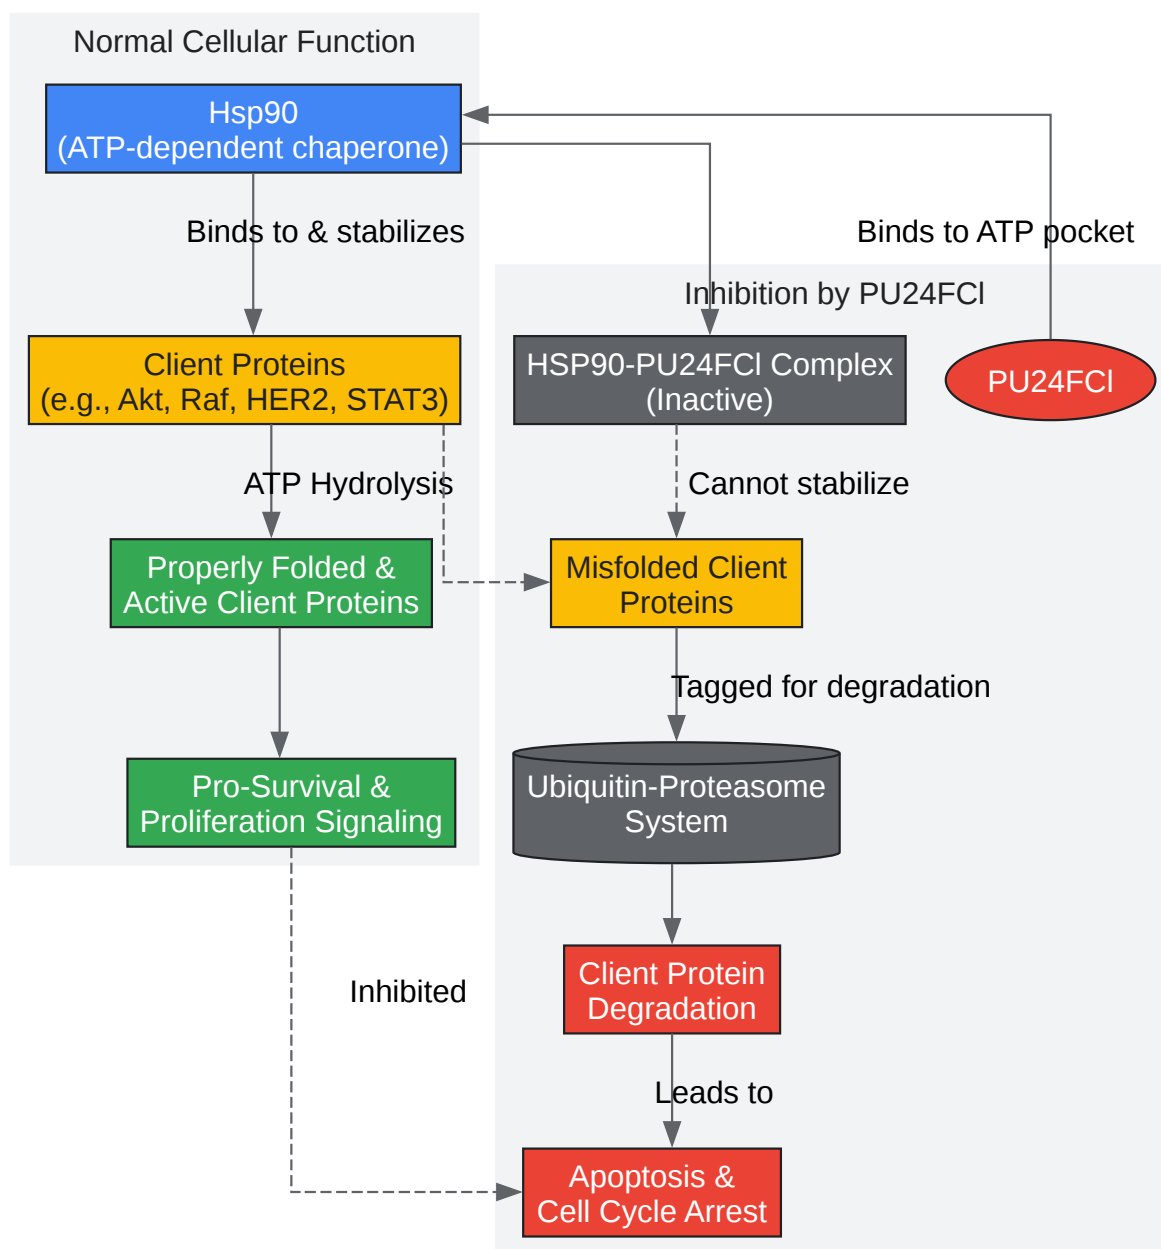 Normal Cellular Function
Hsp90
(ATP-dependent chaperone)
Binds to & stabilizes
Binds to ATP pocket
Inhibition by PU24FCl
Client Proteins
(e.g., Akt, Raf, HER2, STAT3)
HSP90-PU24FCl Complex
(Inactive)
PU24FCl
ATP Hydrolysis
Cannot stabilize
Properly Folded &
Active Client Proteins
Misfolded Client
Proteins
Tagged for degradation
Pro-Survival &
Proliferation Signaling
Ubiquitin-Proteasome
System
Client Protein
Degradation
Inhibited
Leads to
Apoptosis &
Cell Cycle Arrest